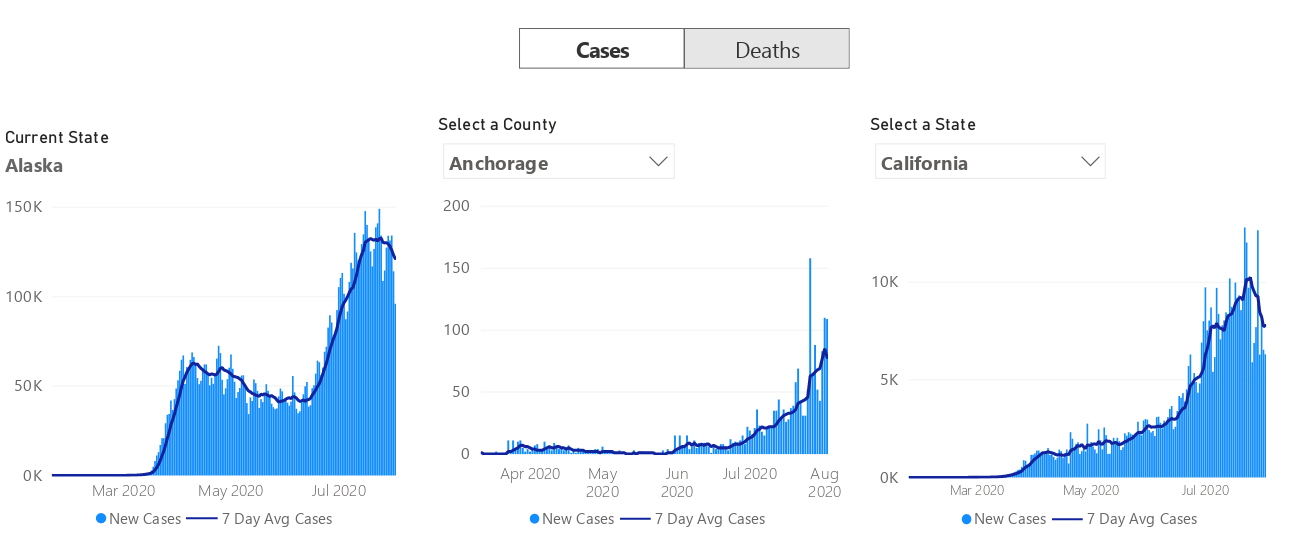 Cases Deaths
Current State
Alaska
150K
100K
50K
0K
Mar 2020 May 2020 Jul 2020
New Cases 7 Day Avg Cases
Select a County
Anchorage
200
150
100
50
0
Apr 2020 May 2020 Jun 2020 Jul 2020 Aug 2020
New Cases 7 Day Avg Cases
Select a State
California
10K
5K
0K
Mar 2020 May 2020 Jul 2020
New Cases 7 Day Avg Cases